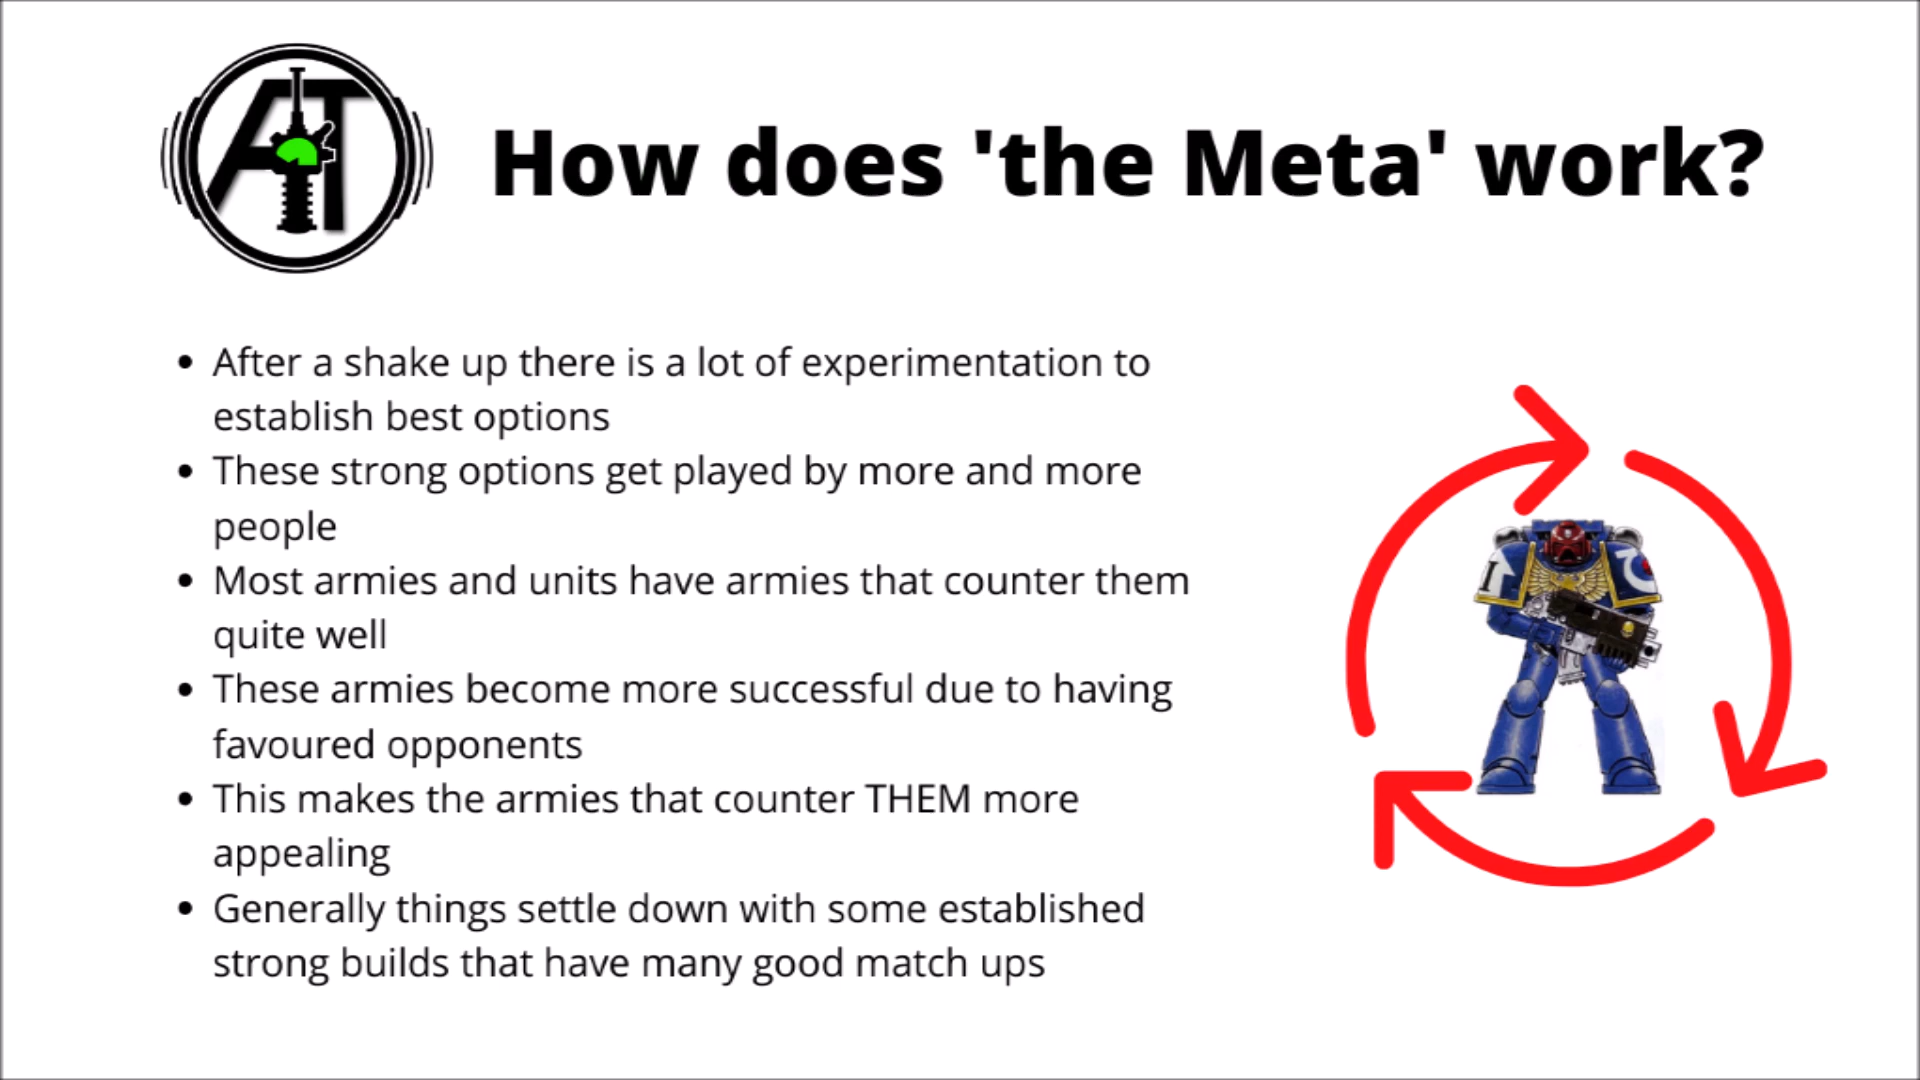 AT
How does 'the Meta' work?
• After a shake up there is a lot of experimentation to
establish best options
• These strong options get played by more and more
people
• Most armies and units have armies that counter them
quite well
• These armies become more successful due to having
favoured opponents
• This makes the armies that counter THEM more
appealing
• Generally things settle down with some established
strong builds that have many good match ups
I